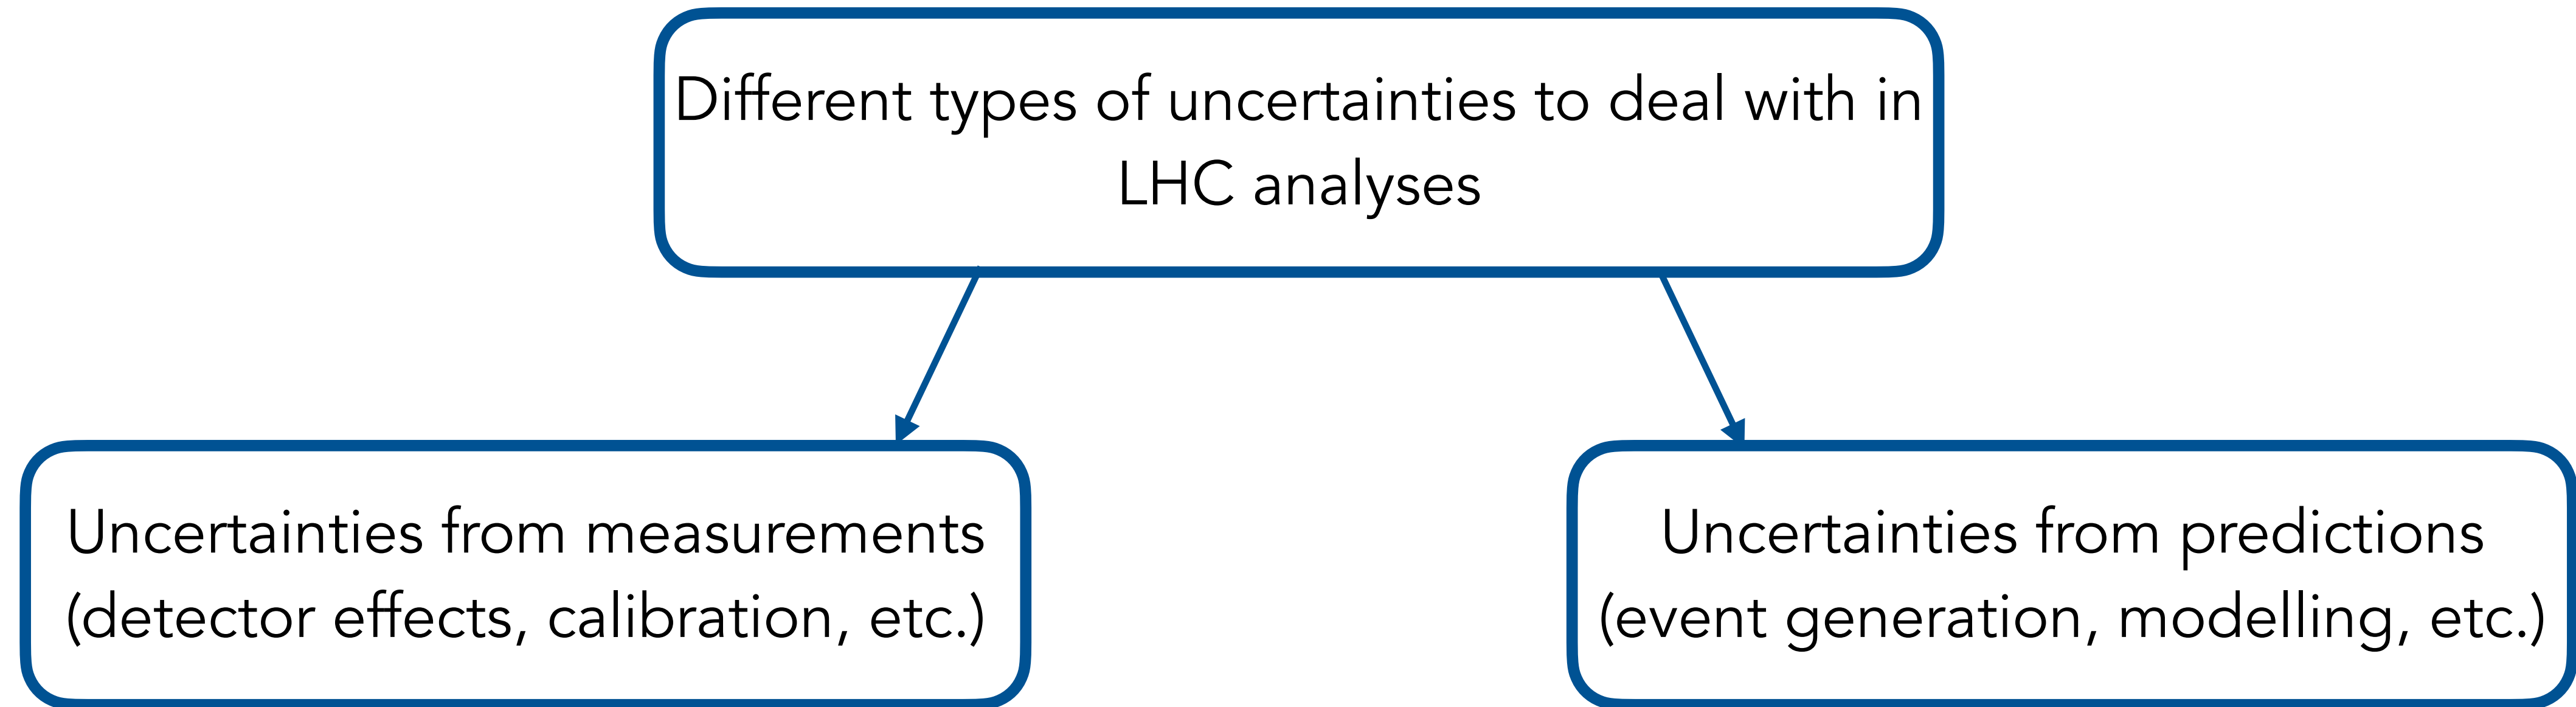 Different types of uncertainties to deal with in
LHC analyses
Uncertainties from measurements
(detector effects, calibration, etc.)
Uncertainties from predictions
(event generation, modelling, etc.)